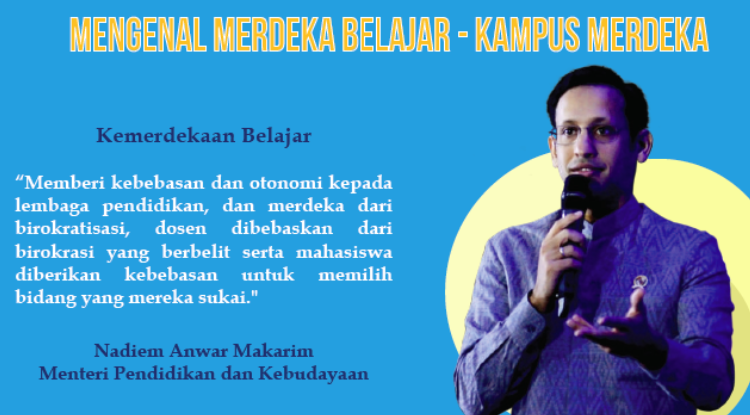 MENGENAL MERDEKA BELAJAR - KAMPUS MERDEKA
Kemerdekaan Belajar
“Memberi kebebasan dan otonomi kepada
lembaga pendidikan, dan merdeka dari
birokratisasi, dosen dibebaskan dari
birokrasi yang berbelit serta mahasiswa
diberikan kebebasan untuk memilih
bidang yang mereka sukai."
Nadiem Anwar Makarim
Menteri Pendidikan dan Kebudayaan